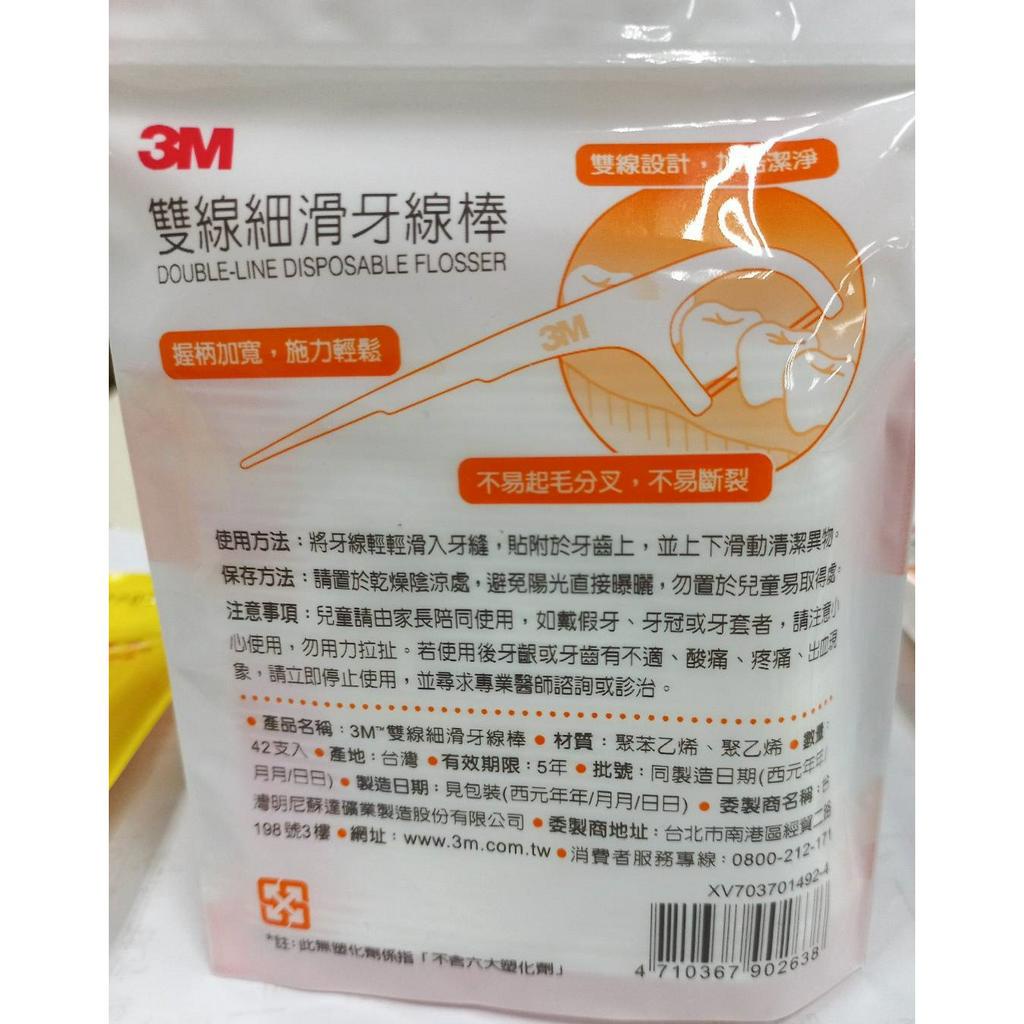 3M
雙線細滑牙線棒
DOUBLE-LINE DISPOSABLE FLOSSER
雙線設計，潔淨
握柄加寬，施力輕鬆
3M
不易起毛分叉，不易斷裂
使用方法：將牙線輕輕滑入牙縫，貼附於牙齒上，並上下滑動清潔異物。
保存方法：請置於乾燥陰涼處，避免陽光直接曝曬，勿置於兒童易取得處。
注意事項：兒童請由家長陪同使用，如戴假牙、牙冠或牙套者，請注意小
心使用，勿用力拉扯。若使用後牙齦或牙齒有不適、酸痛、疼痛、出血現
象，請立即停止使用，並尋求專業醫師諮詢或診治。
●產品名稱：3M™雙線細滑牙線棒 ●材質：聚苯乙烯、聚乙烯 ●數量：
42支入 ●產地：台灣 ●有效期限：5年 ●批號：同製造日期(西元年年/
月月/日日) ●製造日期：見包裝(西元年年/月月/日日) ●委製商名稱：台
灣明尼蘇達礦業製造股份有限公司 ●委製商地址：台北市南港區經貿二路
198號3樓 ●網址：www.3m.com.tw ●消費者服務專線：0800-212-171
XV703701492-4
4 710367 902638
*註：此無塑化劑係指「不含六大塑化劑」